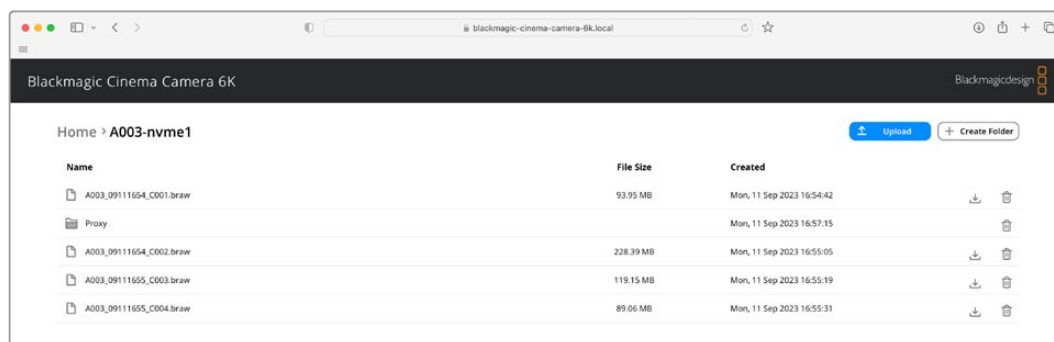 blackmagic-cinema-camera-6k.local
Blackmagic Cinema Camera 6K
Blackmagicdesign
Home > A003-nvme1
Upload
+ Create Folder
Name File Size Created
A003_09111654_C001.braw 93.95 MB Mon, 11 Sep 2023 16:54:42
Proxy Mon, 11 Sep 2023 16:57:15
A003_09111654_C002.braw 228.39 MB Mon, 11 Sep 2023 16:55:05
A003_09111655_C003.braw 119.15 MB Mon, 11 Sep 2023 16:55:19
A003_09111655_C004.braw 89.06 MB Mon, 11 Sep 2023 16:55:31